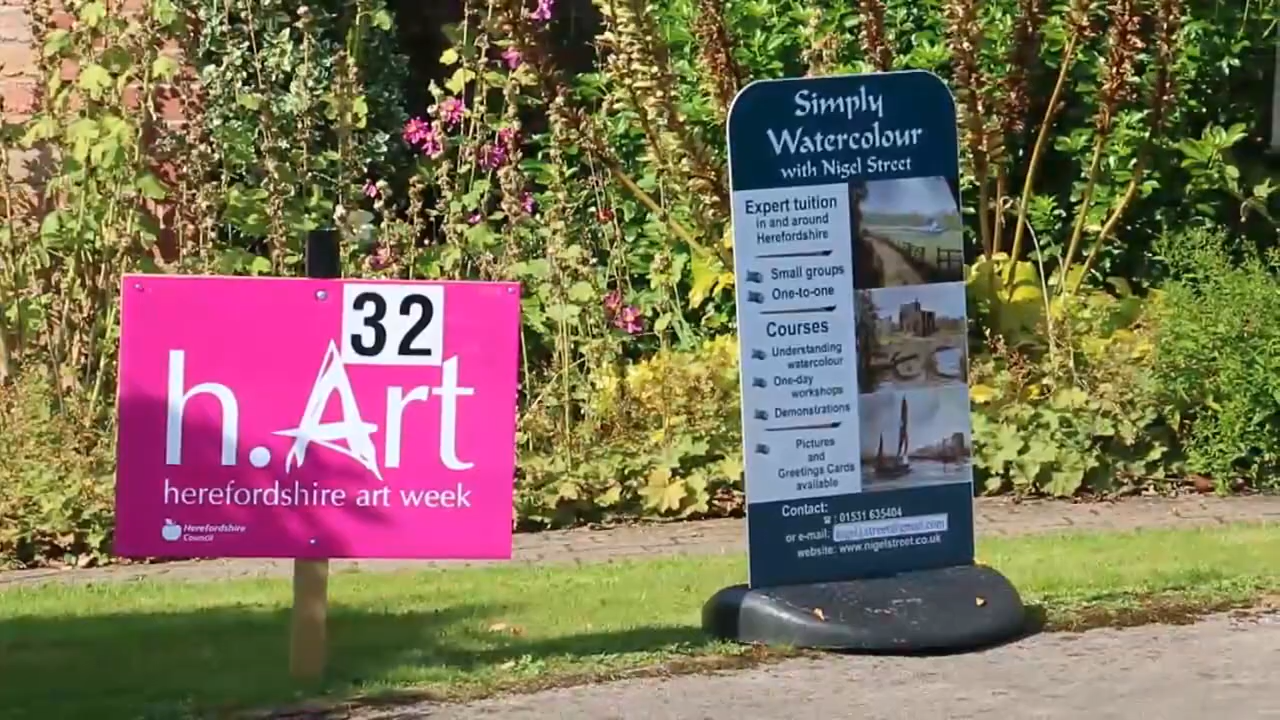 32
h.Art
herefordshire art week
Herefordshire
Council
Simply
Watercolour
with Nigel Street
Expert tuition
in and around
Herefordshire
Small groups
One-to-one
Courses
Understanding
watercolour
One-day
workshops
Demonstrations
Pictures
and
Greetings Cards
available
Contact:
: 01531 635404
or e-mail:
website: www.nigelstreet.co.uk